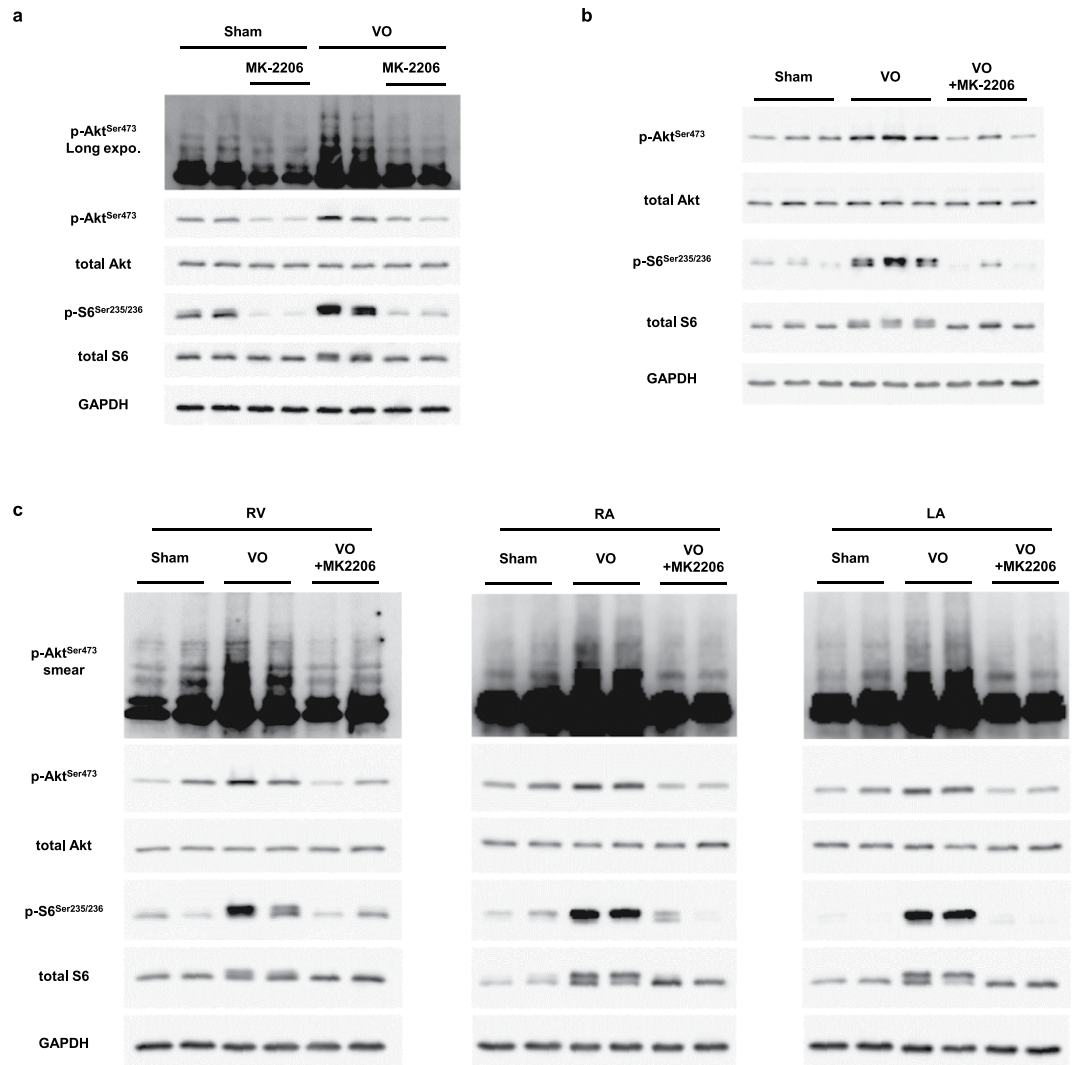 a
Sham VO
MK-2206 MK-2206
p-AktSer473
Long expo.
p-AktSer473
total Akt
p-S6Ser235/236
total S6
GAPDH
b
Sham VO VO
+MK-2206
p-AktSer473
total Akt
p-S6Ser235/236
total S6
GAPDH
c
RV RA LA
Sham VO VO
+MK2206
Sham VO VO
+MK2206
Sham VO VO
+MK2206
p-AktSer473
smear
p-AktSer473
total Akt
p-S6Ser235/236
total S6
GAPDH